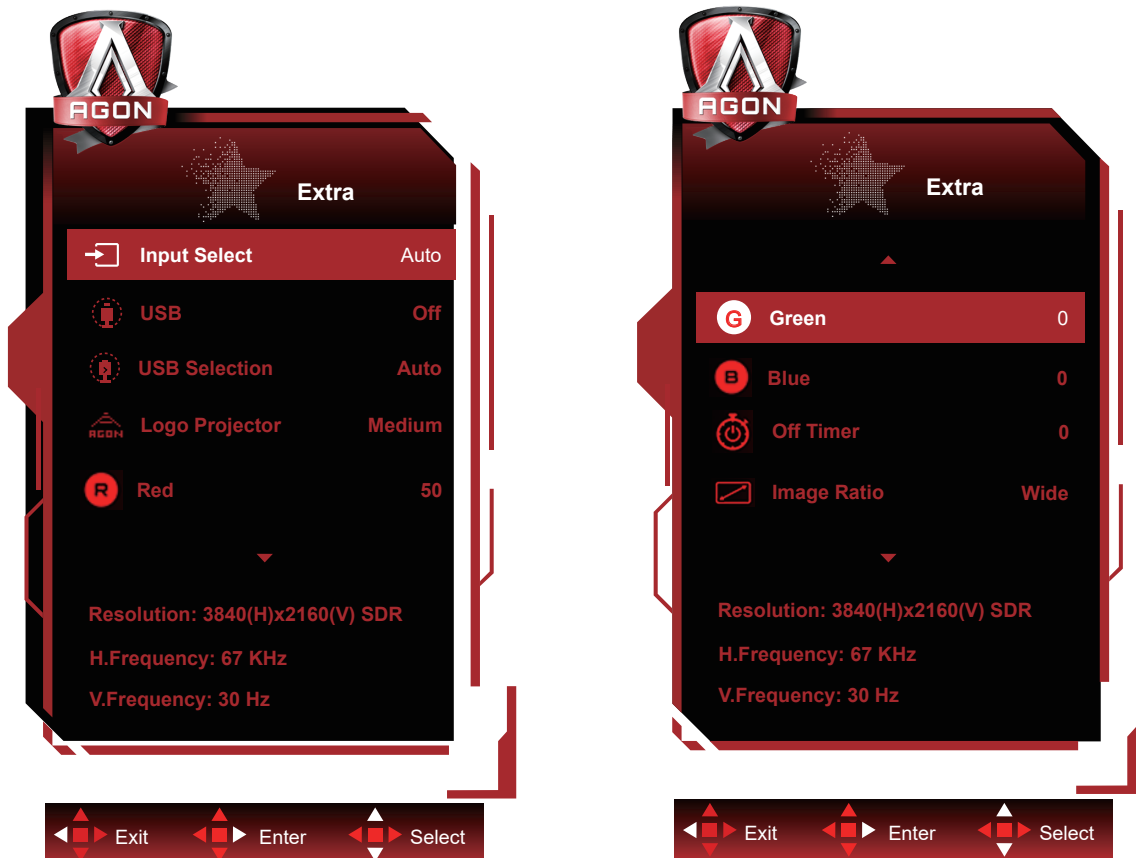 AGON
Extra
Input Select Auto
USB Off
USB Selection Auto
AGON Logo Projector Medium
R Red 50
Resolution: 3840(H)x2160(V) SDR
H.Frequency: 67 KHz
V.Frequency: 30 Hz
Exit Enter Select
AGON
Extra
G Green 0
B Blue 0
Off Timer 0
Image Ratio Wide
Resolution: 3840(H)x2160(V) SDR
H.Frequency: 67 KHz
V.Frequency: 30 Hz
Exit Enter Select